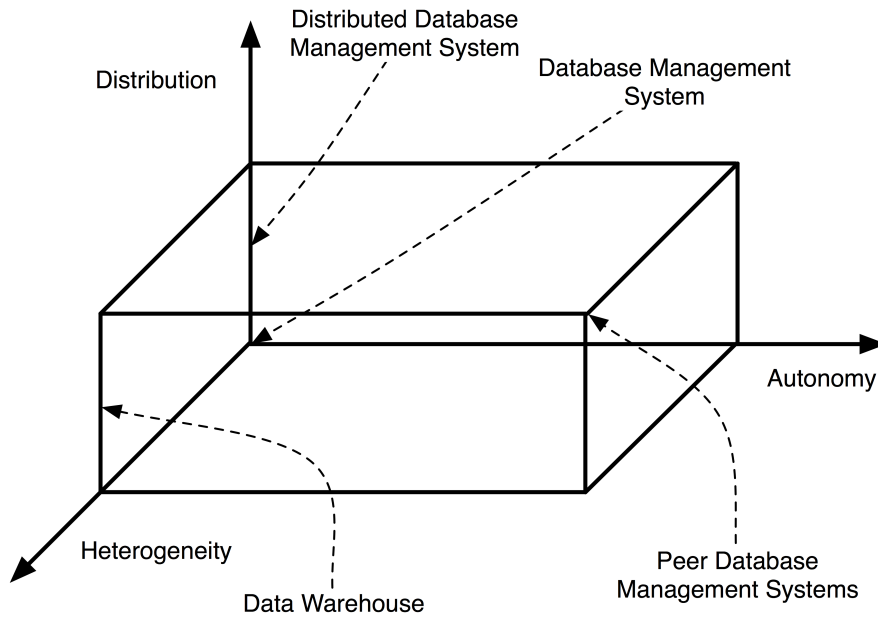 Distributed Database
Management System
Distribution
Database Management
System
Autonomy
Heterogeneity
Peer Database
Management Systems
Data Warehouse